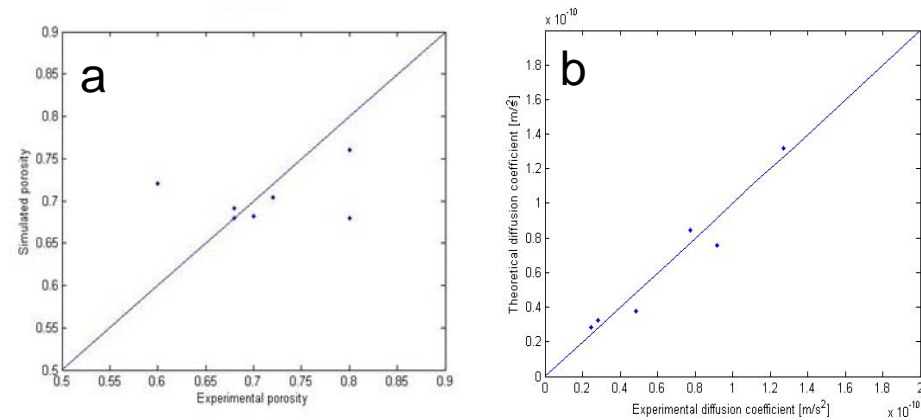 a
0.9
0.85
0.8
0.75
0.7
0.65
0.6
0.55
0.5
Simulated porosity
0.5 0.55 0.6 0.65 0.7 0.75 0.8 0.85 0.9
Experimental porosity
b
x 10⁻¹⁰
1.8
1.6
1.4
1.2
1
0.8
0.6
0.4
0.2
0
Theoretical diffusion coefficient [m/s²]
0 0.2 0.4 0.6 0.8 1 1.2 1.4 1.6 1.8 2
Experimental diffusion coefficient [m/s²]
x 10⁻¹⁰